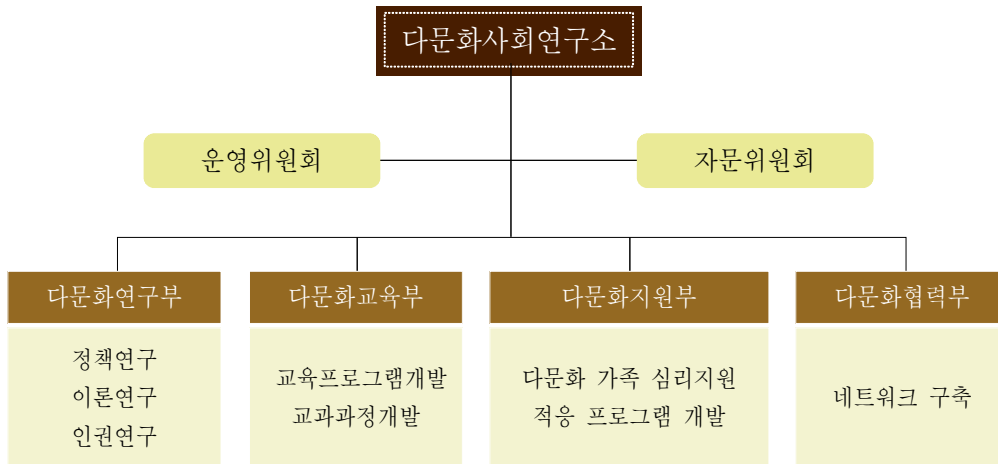 다문화사회연구소
운영위원회
자문위원회
다문화연구부
다문화교육부
다문화지원부
다문화협력부
정책연구
이론연구
인권연구
교육프로그램개발
교과과정개발
다문화 가족 심리지원
적응 프로그램 개발
네트워크 구축